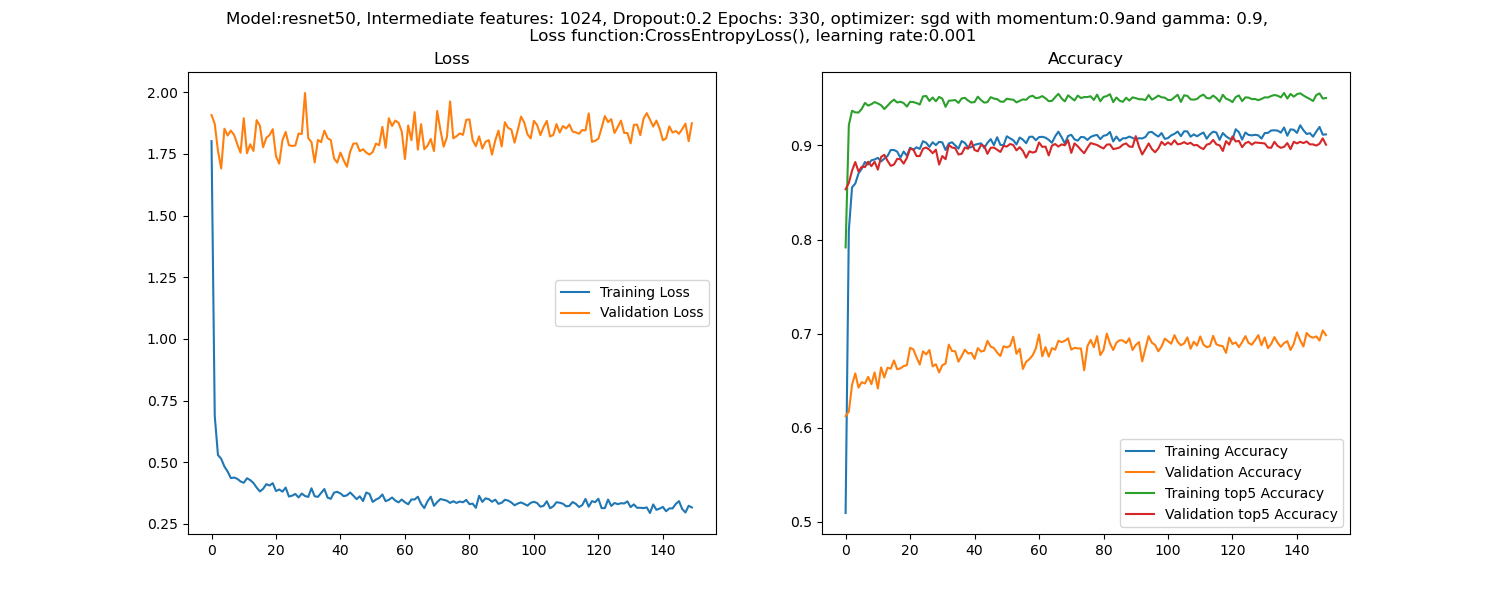 Model:resnet50, Intermediate features: 1024, Dropout:0.2 Epochs: 330, optimizer: sgd with momentum:0.9and gamma: 0.9,
Loss function:CrossEntropyLoss(), learning rate:0.001
Loss
2.00
1.75
1.50
1.25
1.00
0.75
0.50
0.25
0 20 40 60 80 100 120 140
Training Loss
Validation Loss
Accuracy
0.9
0.8
0.7
0.6
0.5
0 20 40 60 80 100 120 140
Training Accuracy
Validation Accuracy
Training top5 Accuracy
Validation top5 Accuracy